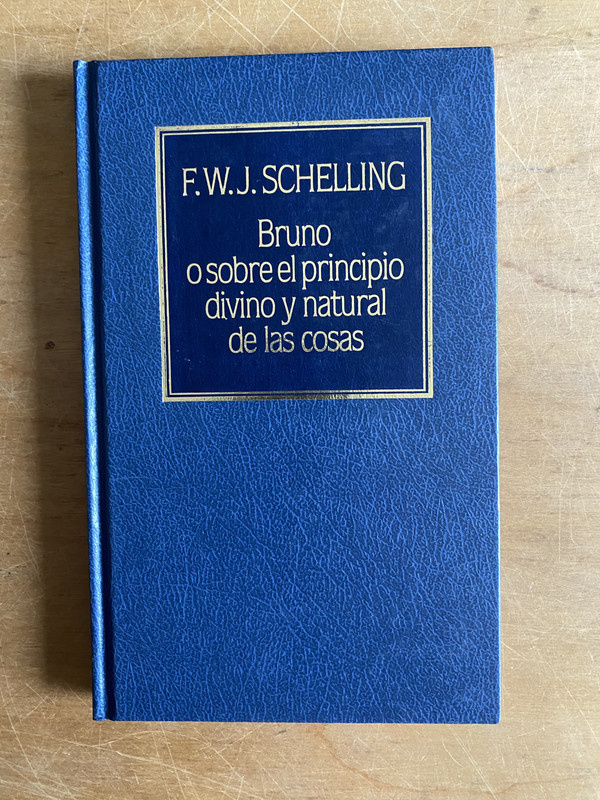 F.W.J. SCHELLING
Bruno
o sobre el principio
divino y natural
de las cosas